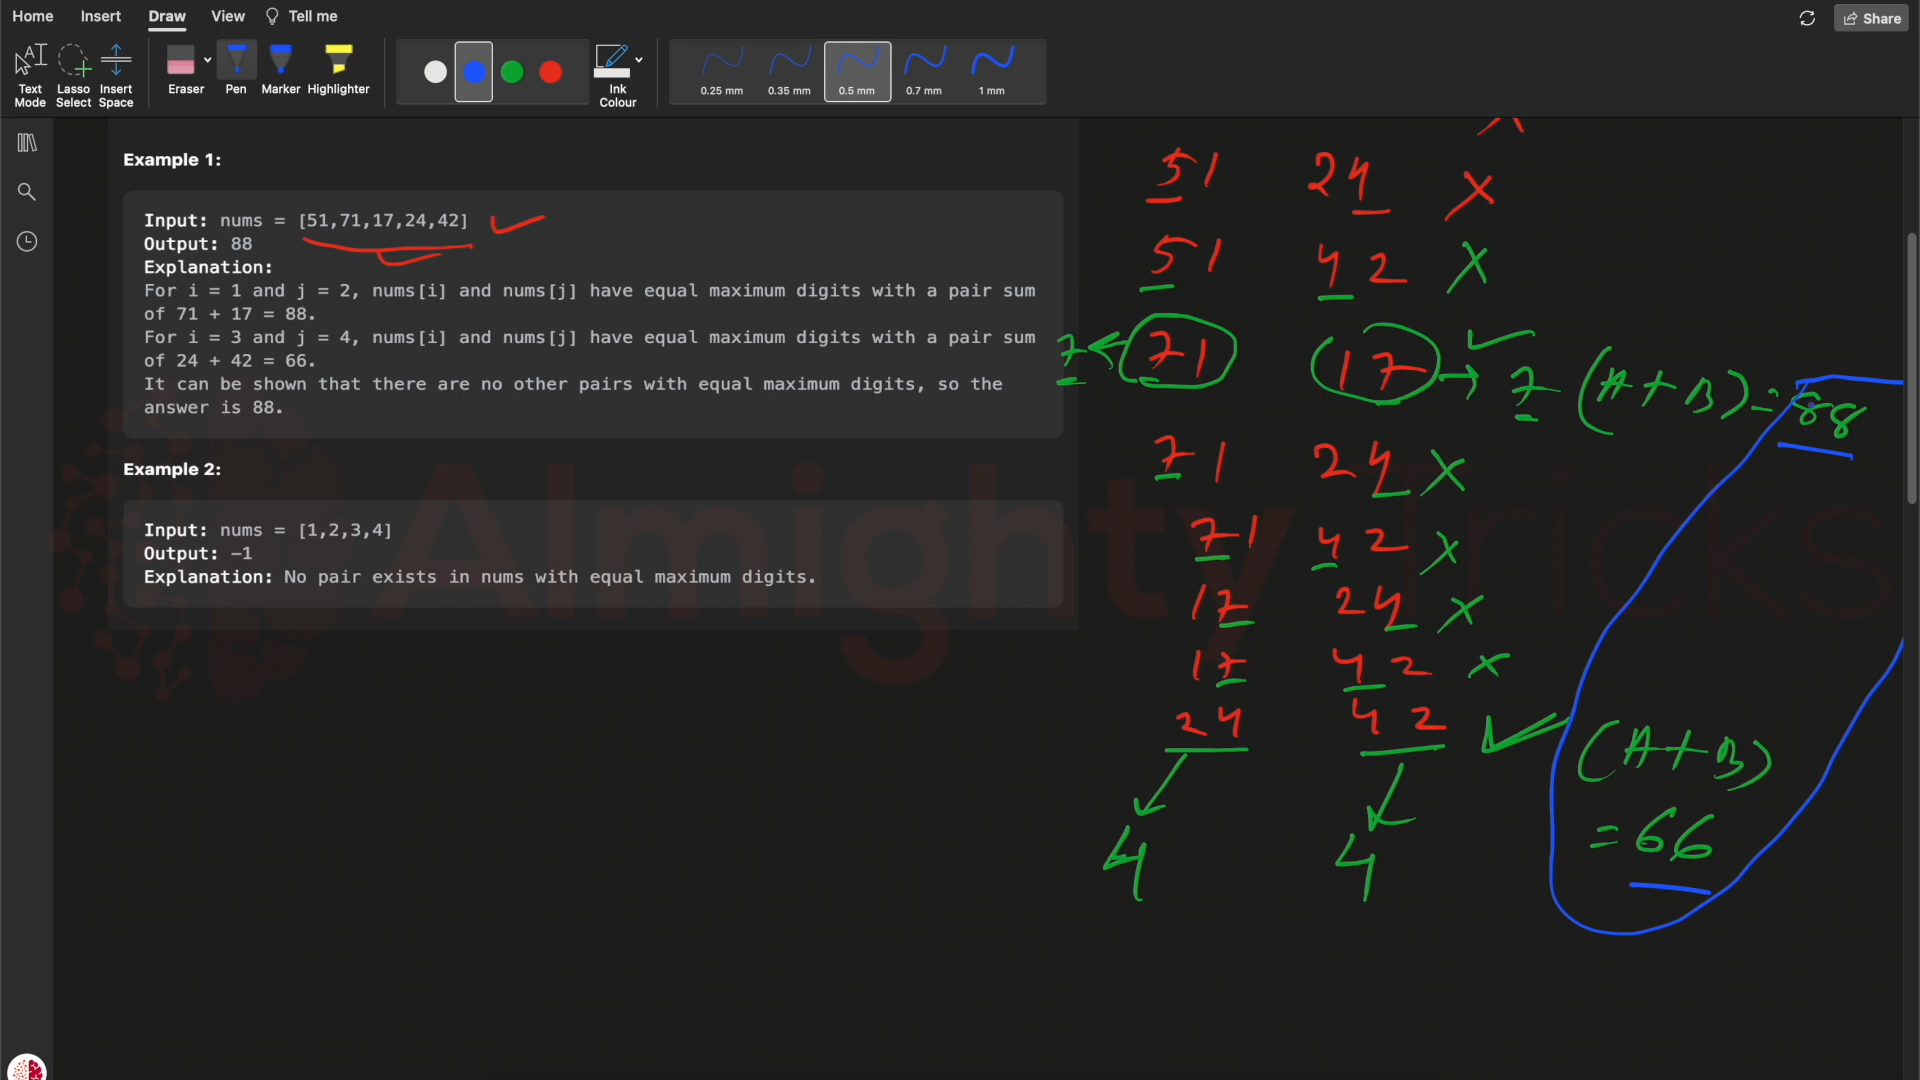 Home Insert Draw View Tell me
Share
Text Mode
Lasso Select
Insert Space
Eraser
Pen
Marker
Highlighter
Ink Colour
0.25 mm
0.35 mm
0.5 mm
0.7 mm
1 mm
Example 1:
Input: nums = [51,71,17,24,42]
Output: 88
Explanation:
For i = 1 and j = 2, nums[i] and nums[j] have equal maximum digits with a pair sum
of 71 + 17 = 88.
For i = 3 and j = 4, nums[i] and nums[j] have equal maximum digits with a pair sum
of 24 + 42 = 66.
It can be shown that there are no other pairs with equal maximum digits, so the
answer is 88.
Example 2:
Input: nums = [1,2,3,4]
Output: -1
Explanation: No pair exists in nums with equal maximum digits.
Almighty Tricks
51 24 X
51 42 X
7 ← 71 17 → 7 (A+B) = 88
71 24 X
71 42 X
17 24 X
17 42 X
24 42 (A+B)
4 4 = 66